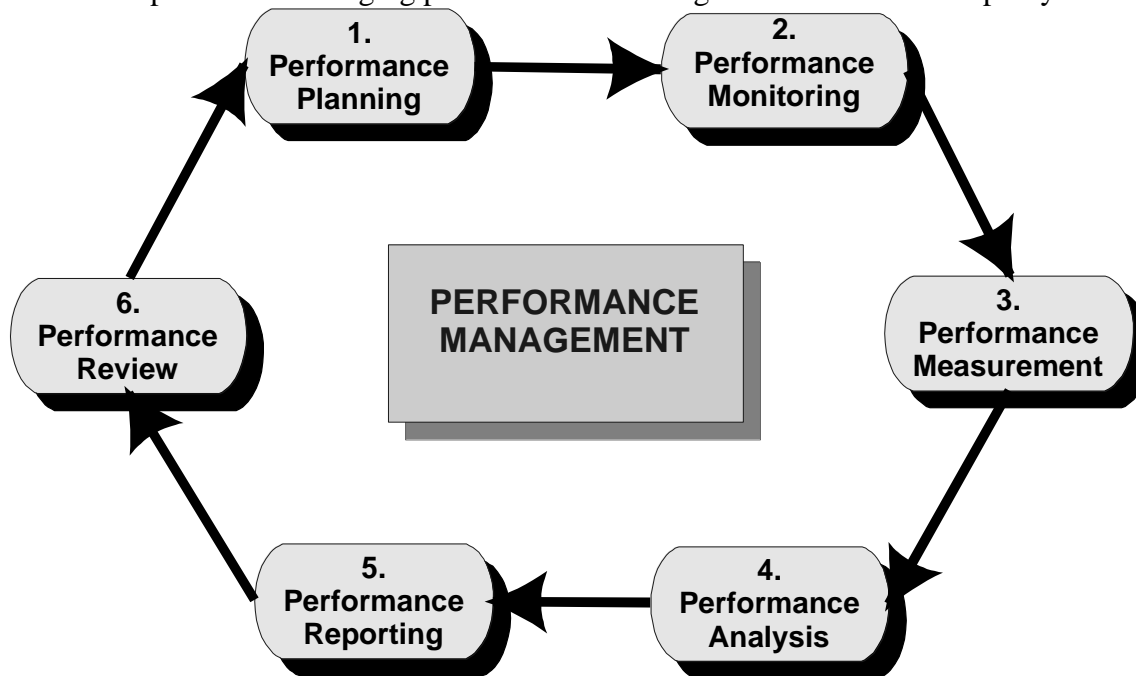 1.
Performance
Planning
2.
Performance
Monitoring
3.
Performance
Measurement
4.
Performance
Analysis
5.
Performance
Reporting
6.
Performance
Review
PERFORMANCE
MANAGEMENT